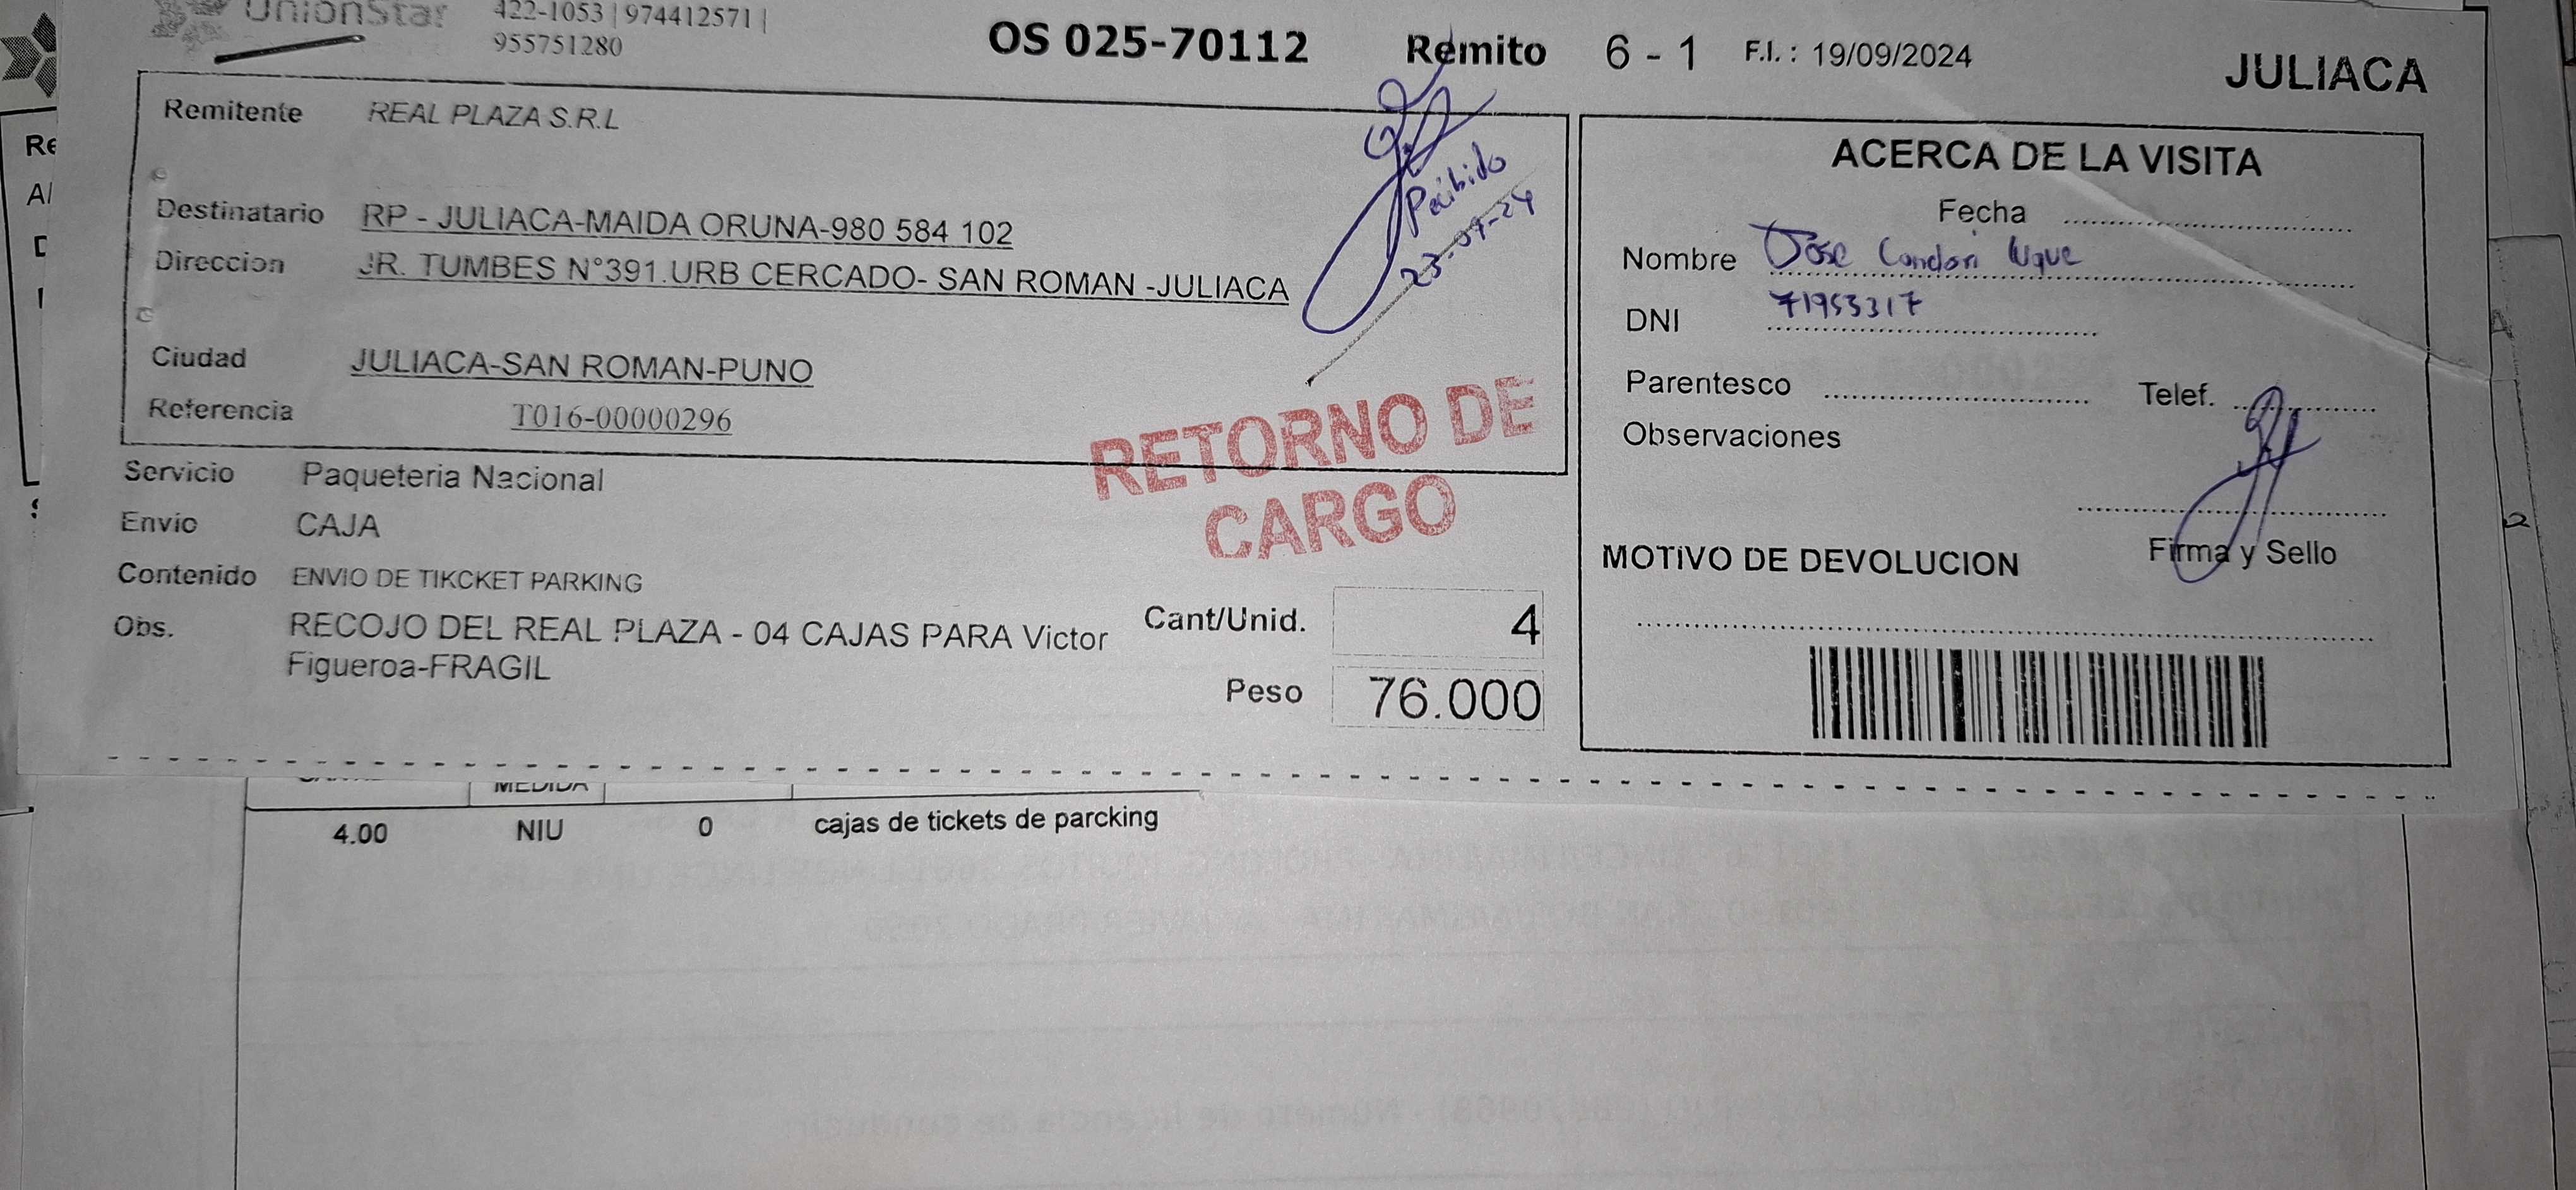 UnionStar
422-1053 | 974412571 |
955751280
OS 025-70112 Remito 6 - 1 F.I. : 19/09/2024
JULIACA
Remitente REAL PLAZA S.R.L
Destinatario RP - JULIACA-MAIDA ORUNA-980 584 102
Direccion JR. TUMBES N°391.URB CERCADO- SAN ROMAN -JULIACA
Ciudad JULIACA-SAN ROMAN-PUNO
Referencia T016-00000296
Recibido
23-09-24
RETORNO DE
CARGO
Servicio Paqueteria Nacional
Envio CAJA
Contenido ENVIO DE TIKCKET PARKING
Obs. RECOJO DEL REAL PLAZA - 04 CAJAS PARA Victor
Figueroa-FRAGIL
Cant/Unid. 4
Peso 76.000
ACERCA DE LA VISITA
Fecha
Nombre Jose Condori
DNI 71953317
Parentesco Telef.
Observaciones
Firma y Sello
MOTIVO DE DEVOLUCION
MEDIDA
4.00 NIU 0 cajas de tickets de parcking